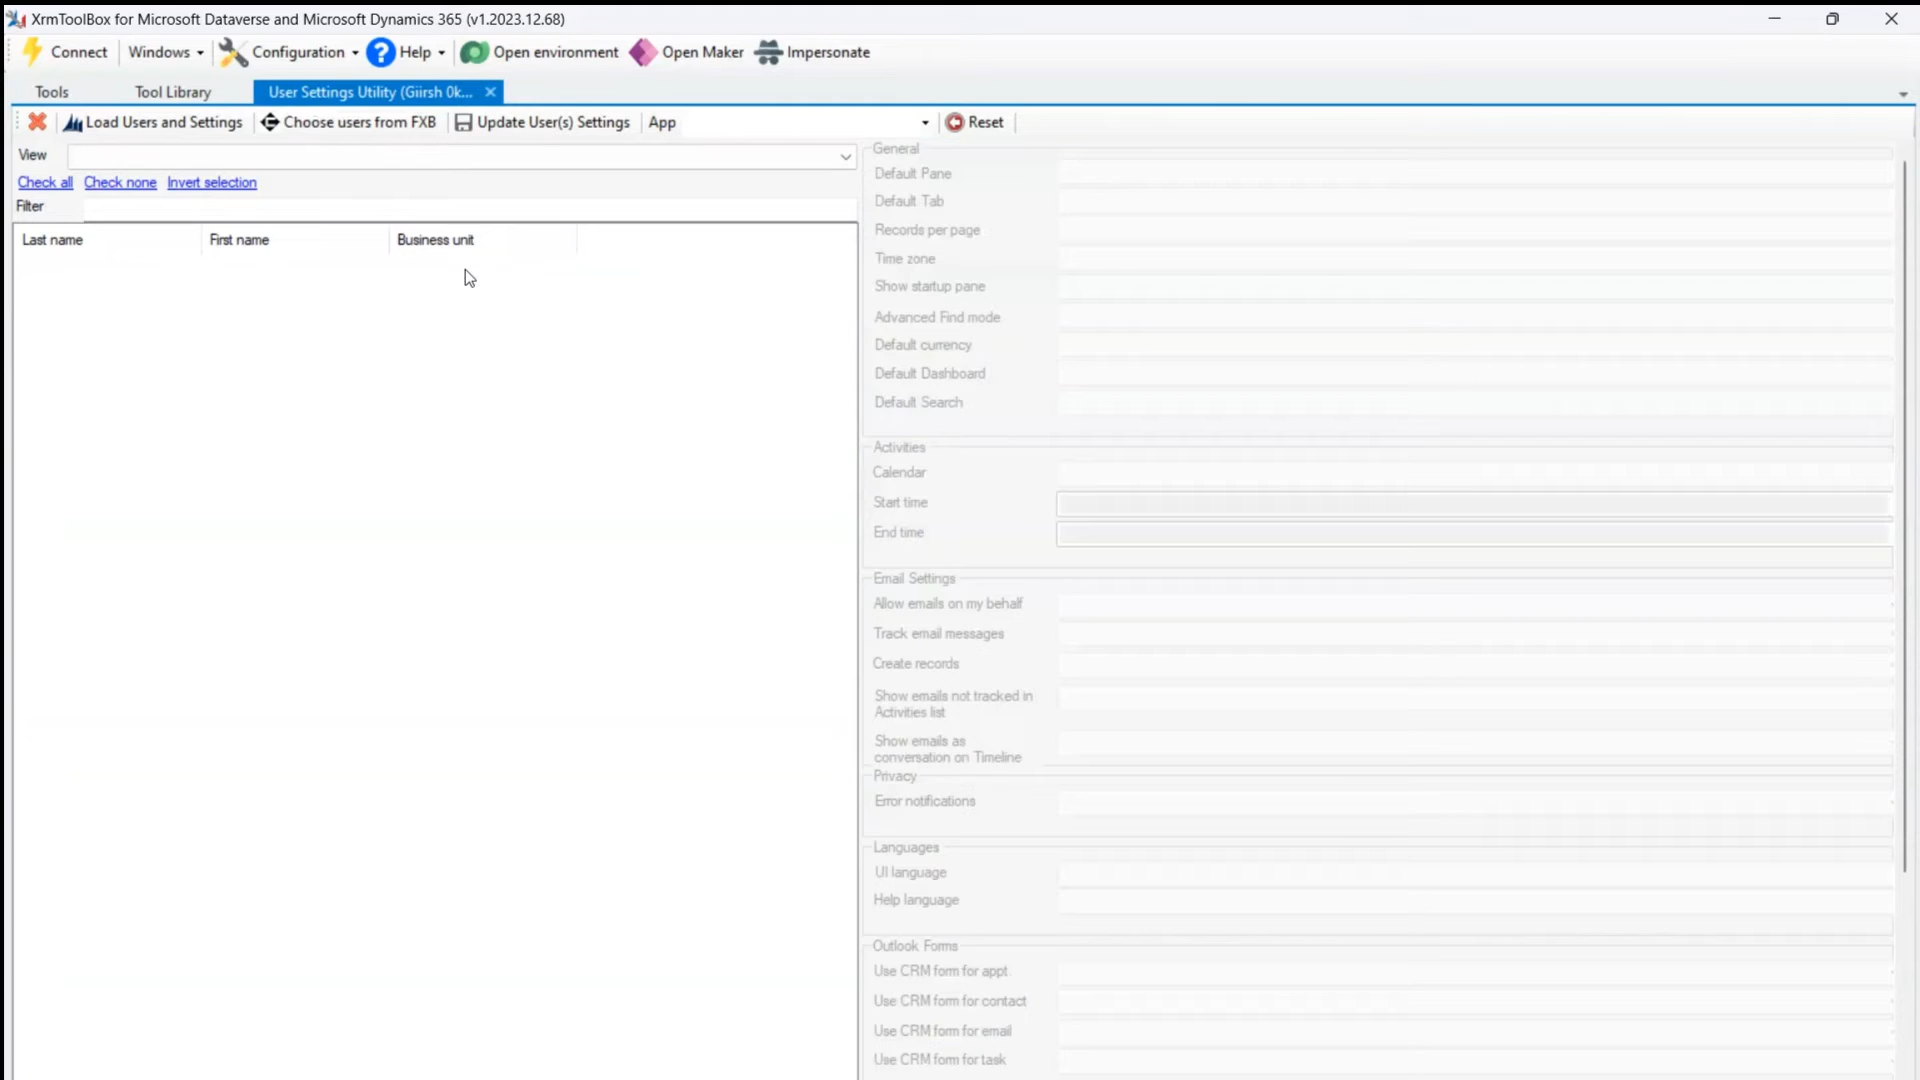 XrmToolBox for Microsoft Dataverse and Microsoft Dynamics 365 (v1.2023.12.68)
Connect Windows Configuration Help Open environment Open Maker Impersonate
Tools Tool Library User Settings Utility (Giirsh 0k...
Load Users and Settings Choose users from FXB Update User(s) Settings App Reset
View
Check all Check none Invert selection
Filter
Last name First name Business unit
General
Default Pane
Default Tab
Records per page
Time zone
Show startup pane
Advanced Find mode
Default currency
Default Dashboard
Default Search
Activities
Calendar
Start time
End time
Email Settings
Allow emails on my behalf
Track email messages
Create records
Show emails not tracked in
Activities list
Show emails as
conversation on Timeline
Privacy
Error notifications
Languages
UI language
Help language
Outlook Forms
Use CRM form for appt
Use CRM form for contact
Use CRM form for email
Use CRM form for task